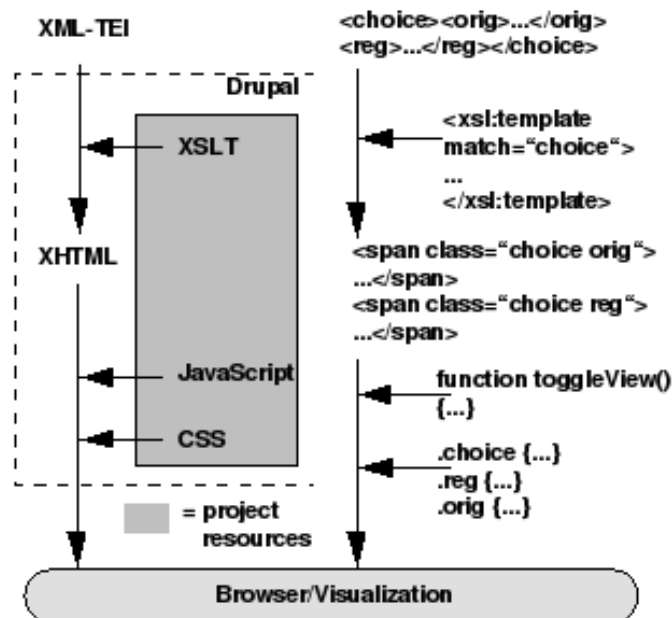 XML-TEI
Drupal
XSLT
XHTML
JavaScript
CSS
= project
resources
<choice><orig>...</orig>
<reg>...</reg></choice>
<xsl:template
match=“choice“>
...
</xsl:template>
<span class=“choice orig“>
...</span>
<span class=“choice reg“>
...</span>
function toggleView()
{...}
.choice {...}
.reg {...}
.orig {...}
Browser/Visualization